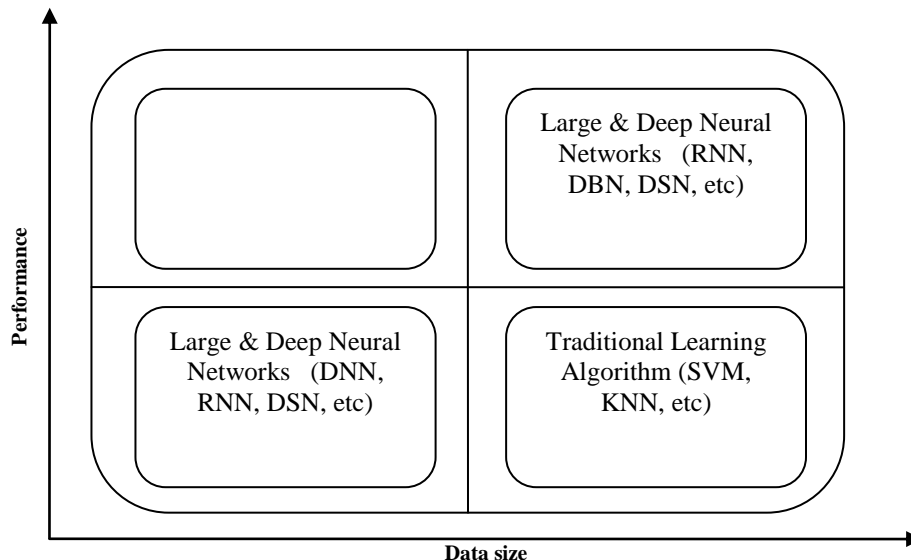 Performance
Large & Deep Neural
Networks (RNN,
DBN, DSN, etc)
Large & Deep Neural
Networks (DNN,
RNN, DSN, etc)
Traditional Learning
Algorithm (SVM,
KNN, etc)
Data size